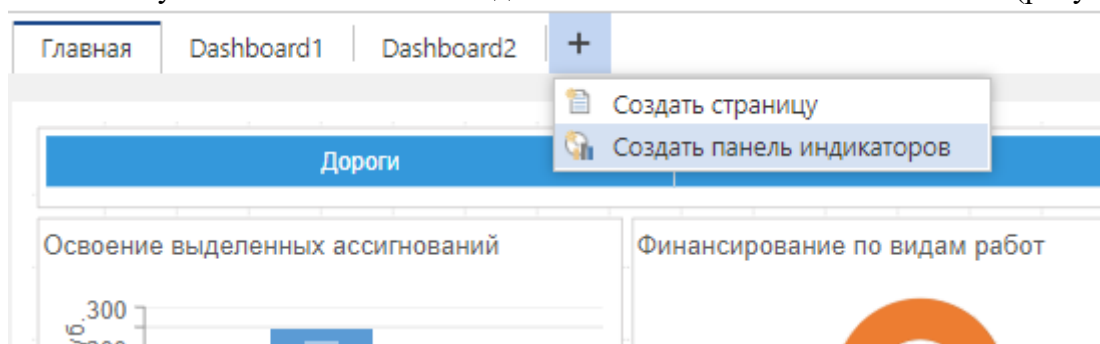 Главная Dashboard1 Dashboard2 +
Создать страницу
Создать панель индикаторов
Дороги
Освоение выделенных ассигнований
Финансирование по видам работ
300